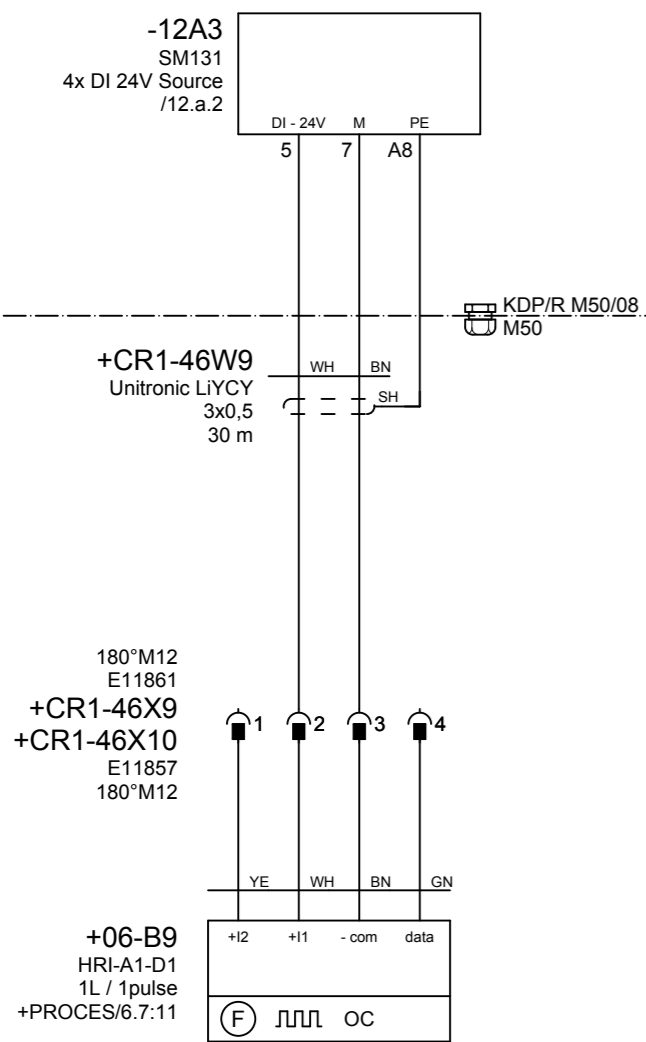 -12A3
SM131
4x DI 24V Source
/12.a.2
DI - 24V M PE
5 7 A8
KDP/R M50/08
M50
+CR1-46W9
Unitronic LiYCY
3x0,5
30 m
WH BN
SH
180°M12
E11861
+CR1-46X9
+CR1-46X10
E11857
180°M12
1 2 3 4
YE WH BN GN
+06-B9
HRI-A1-D1
1L / 1pulse
+PROCES/6.7:11
+I2 +I1 - com data
F OC